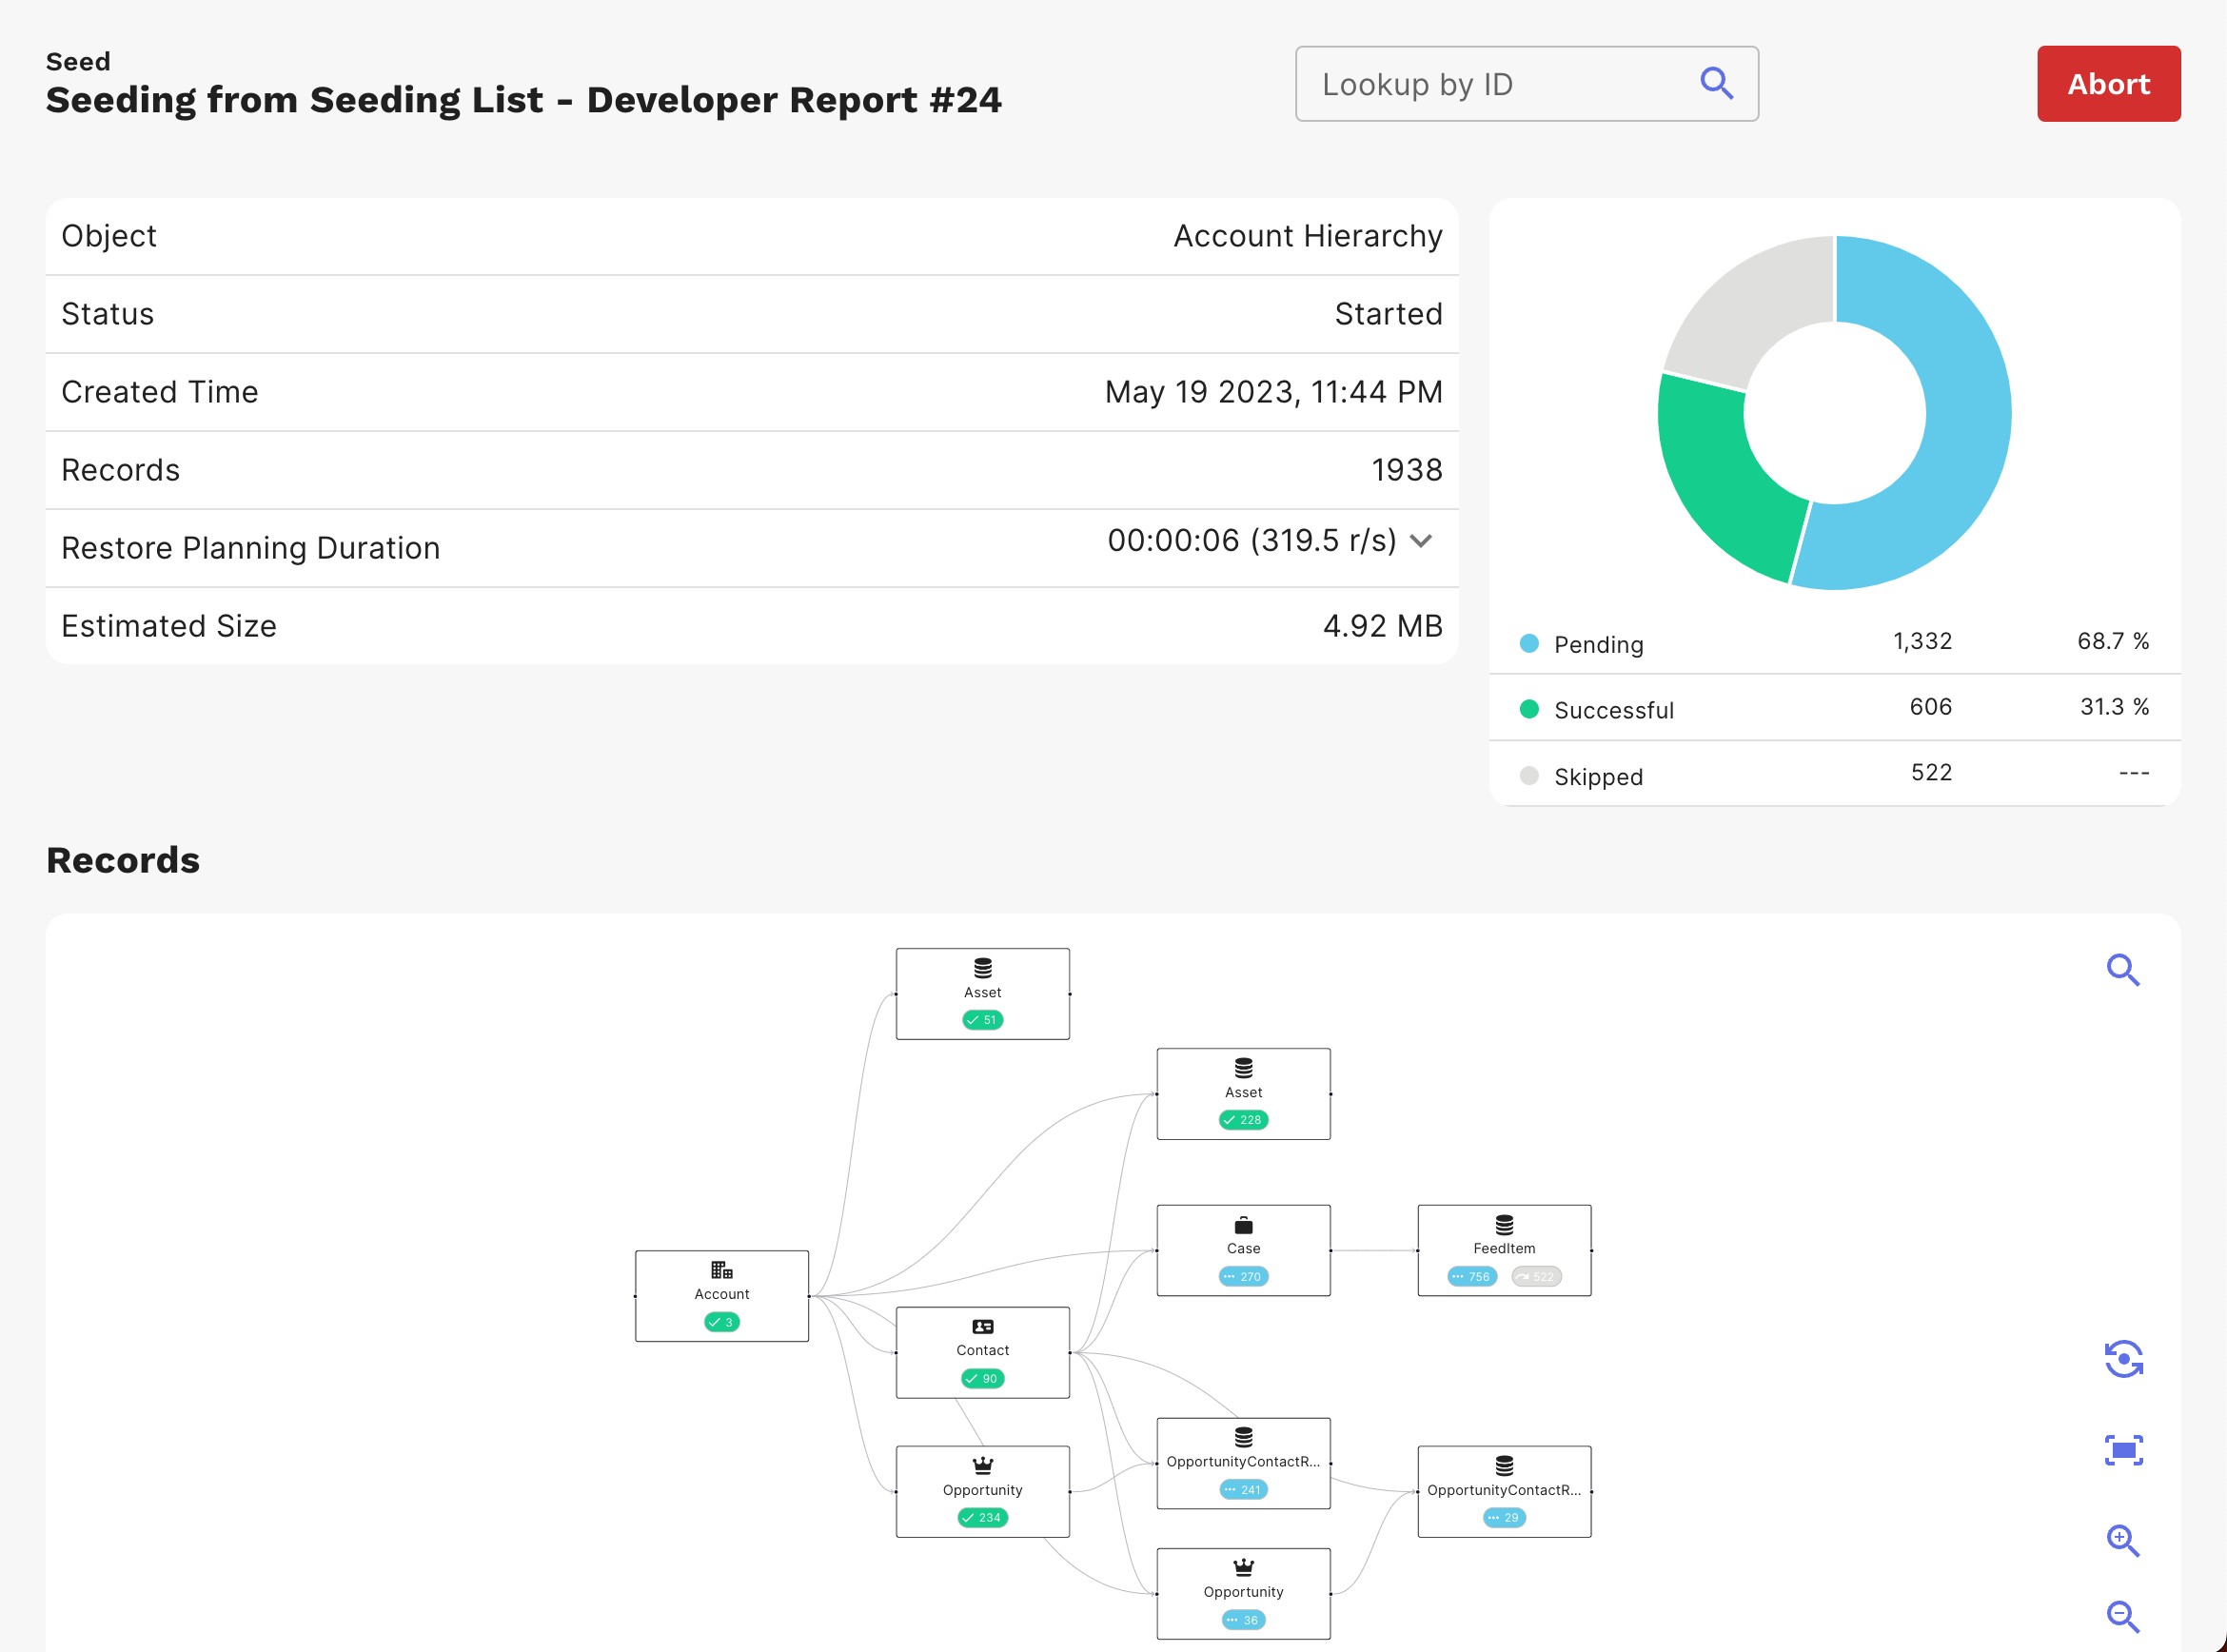 Seed
Seeding from Seeding List - Developer Report #24
Lookup by ID
Abort
Object Account Hierarchy
Status Started
Created Time May 19 2023, 11:44 PM
Records 1938
Restore Planning Duration 00:00:06 (319.5 r/s)
Estimated Size 4.92 MB
Pending 1,332 68.7 %
Successful 606 31.3 %
Skipped 522 ---
Records
Asset
51
Asset
228
Case
270
FeedItem
756 522
Account
3
Contact
90
OpportunityContactR...
241
Opportunity
234
OpportunityContactR...
29
Opportunity
36